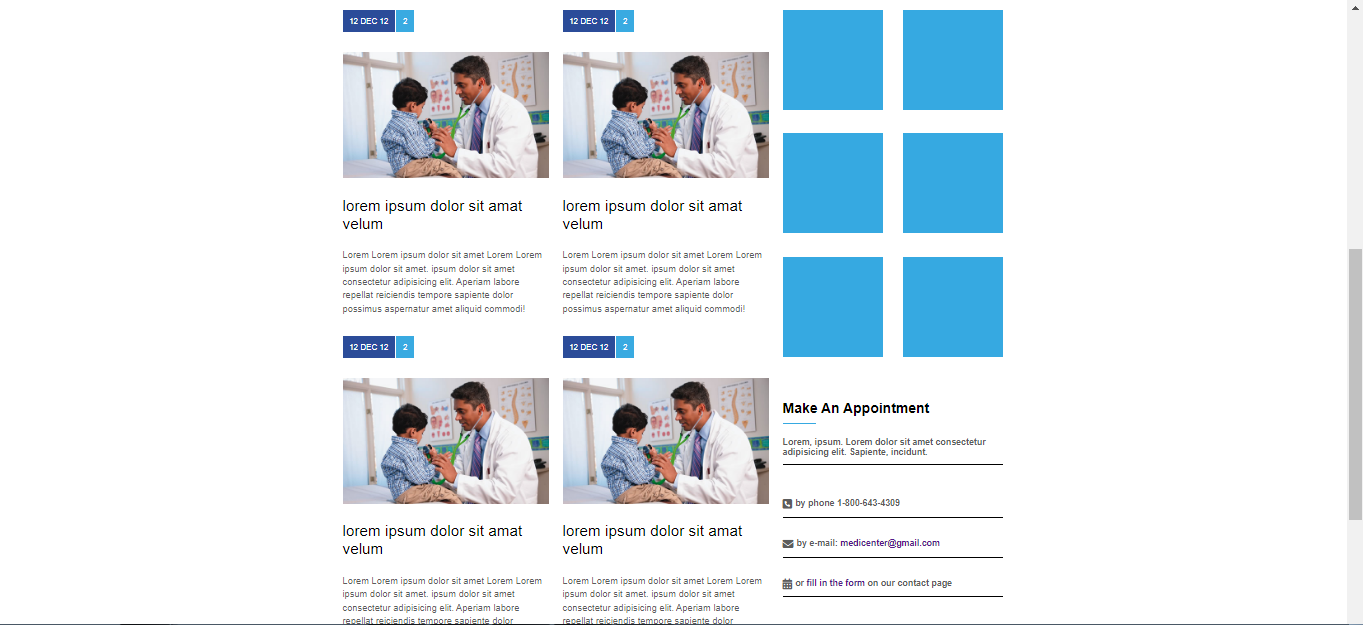 12 DEC 12 2
lorem ipsum dolor sit amat
velum
Lorem Lorem ipsum dolor sit amet Lorem Lorem
ipsum dolor sit amet. ipsum dolor sit amet
consectetur adipisicing elit. Aperiam labore
repellat reiciendis tempore sapiente dolor
possimus aspernatur amet aliquid commodi!
12 DEC 12 2
lorem ipsum dolor sit amat
velum
Lorem Lorem ipsum dolor sit amet Lorem Lorem
ipsum dolor sit amet. ipsum dolor sit amet
consectetur adipisicing elit. Aperiam labore
repellat reiciendis tempore sapiente dolor
possimus aspernatur amet aliquid commodi!
12 DEC 12 2
lorem ipsum dolor sit amat
velum
Lorem Lorem ipsum dolor sit amet Lorem Lorem
ipsum dolor sit amet. ipsum dolor sit amet
consectetur adipisicing elit. Aperiam labore
repellat reiciendis tempore sapiente dolor
12 DEC 12 2
lorem ipsum dolor sit amat
velum
Lorem Lorem ipsum dolor sit amet Lorem Lorem
ipsum dolor sit amet. ipsum dolor sit amet
consectetur adipisicing elit. Aperiam labore
repellat reiciendis tempore sapiente dolor
Make An Appointment
Lorem, ipsum. Lorem dolor sit amet consectetur
adipisicing elit. Sapiente, incidunt.
by phone 1-800-643-4309
by e-mail: medicenter@gmail.com
or fill in the form on our contact page